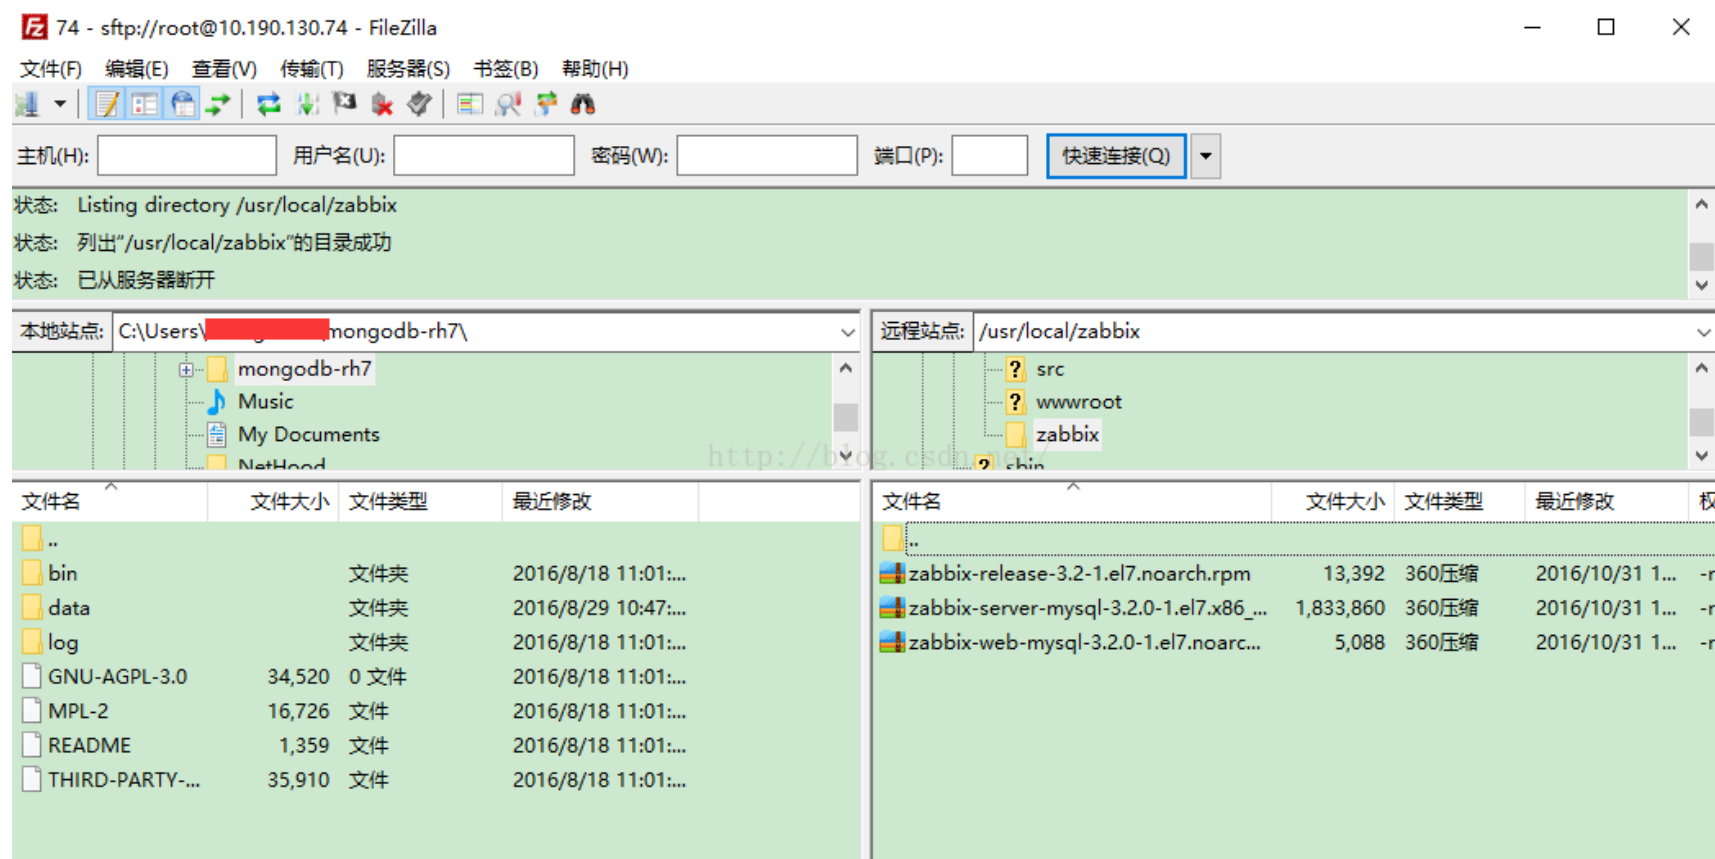 74 - sftp://root@10.190.130.74 - FileZilla
文件(F) 编辑(E) 查看(V) 传输(T) 服务器(S) 书签(B) 帮助(H)
主机(H): 用户名(U): 密码(W): 端口(P): 快速连接(Q)
状态: Listing directory /usr/local/zabbix
状态: 列出“/usr/local/zabbix”的目录成功
状态: 已从服务器断开
本地站点: C:\Users\ mongodb-rh7\
远程站点: /usr/local/zabbix
mongodb-rh7
Music
My Documents
NetHood
src
wwwroot
zabbix
sbin
http://blog.csdn.net/
文件名 文件大小 文件类型 最近修改
..
bin 文件夹 2016/8/18 11:01:...
data 文件夹 2016/8/29 10:47:...
log 文件夹 2016/8/18 11:01:...
GNU-AGPL-3.0 34,520 0 文件 2016/8/18 11:01:...
MPL-2 16,726 文件 2016/8/18 11:01:...
README 1,359 文件 2016/8/18 11:01:...
THIRD-PARTY-... 35,910 文件 2016/8/18 11:01:...
文件名 文件大小 文件类型 最近修改 权
..
zabbix-release-3.2-1.el7.noarch.rpm 13,392 360压缩 2016/10/31 1... -r
zabbix-server-mysql-3.2.0-1.el7.x86_... 1,833,860 360压缩 2016/10/31 1... -r
zabbix-web-mysql-3.2.0-1.el7.noarc... 5,088 360压缩 2016/10/31 1... -r